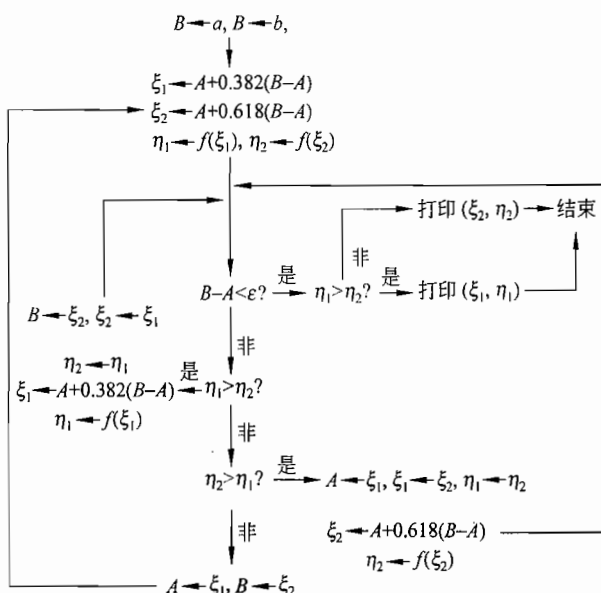 B←a, B←b,
ξ₁←A+0.382(B–A)
ξ₂←A+0.618(B–A)
η₁←f(ξ₁), η₂←f(ξ₂)
打印 (ξ₂, η₂)
结束
非
B–A<ε?
是
η₁>η₂?
是
打印 (ξ₁, η₁)
B←ξ₂, ξ₂←ξ₁
非
η₂←η₁
ξ₁←A+0.382(B–A)
η₁←f(ξ₁)
是
η₁>η₂?
非
η₂>η₁?
是
A←ξ₁, ξ₁←ξ₂, η₁←η₂
非
ξ₂←A+0.618(B–A)
η₂←f(ξ₂)
A←ξ₁, B←ξ₂